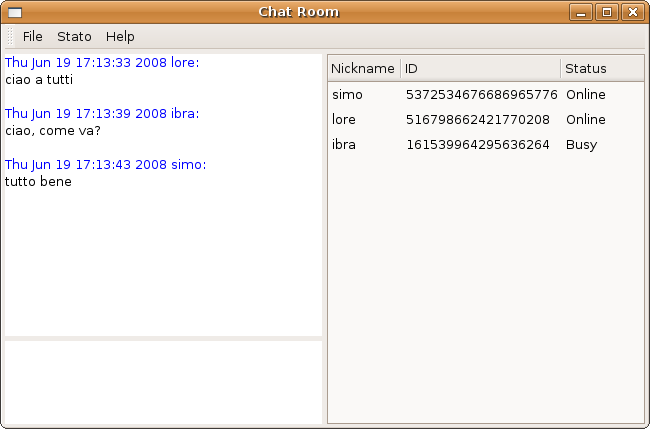 Chat Room
File Stato Help
Thu Jun 19 17:13:33 2008 lore:
ciao a tutti
Thu Jun 19 17:13:39 2008 ibra:
ciao, come va?
Thu Jun 19 17:13:43 2008 simo:
tutto bene
Nickname ID Status
simo 5372534676686965776 Online
lore 516798662421770208 Online
ibra 161539964295636264 Busy